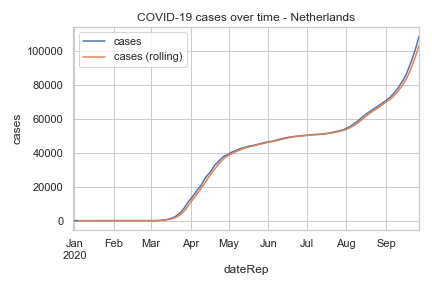 COVID-19 cases over time - Netherlands
cases
cases (rolling)
100000
80000
60000
40000
20000
0
cases
Jan Feb Mar Apr May Jun Jul Aug Sep
2020
dateRep